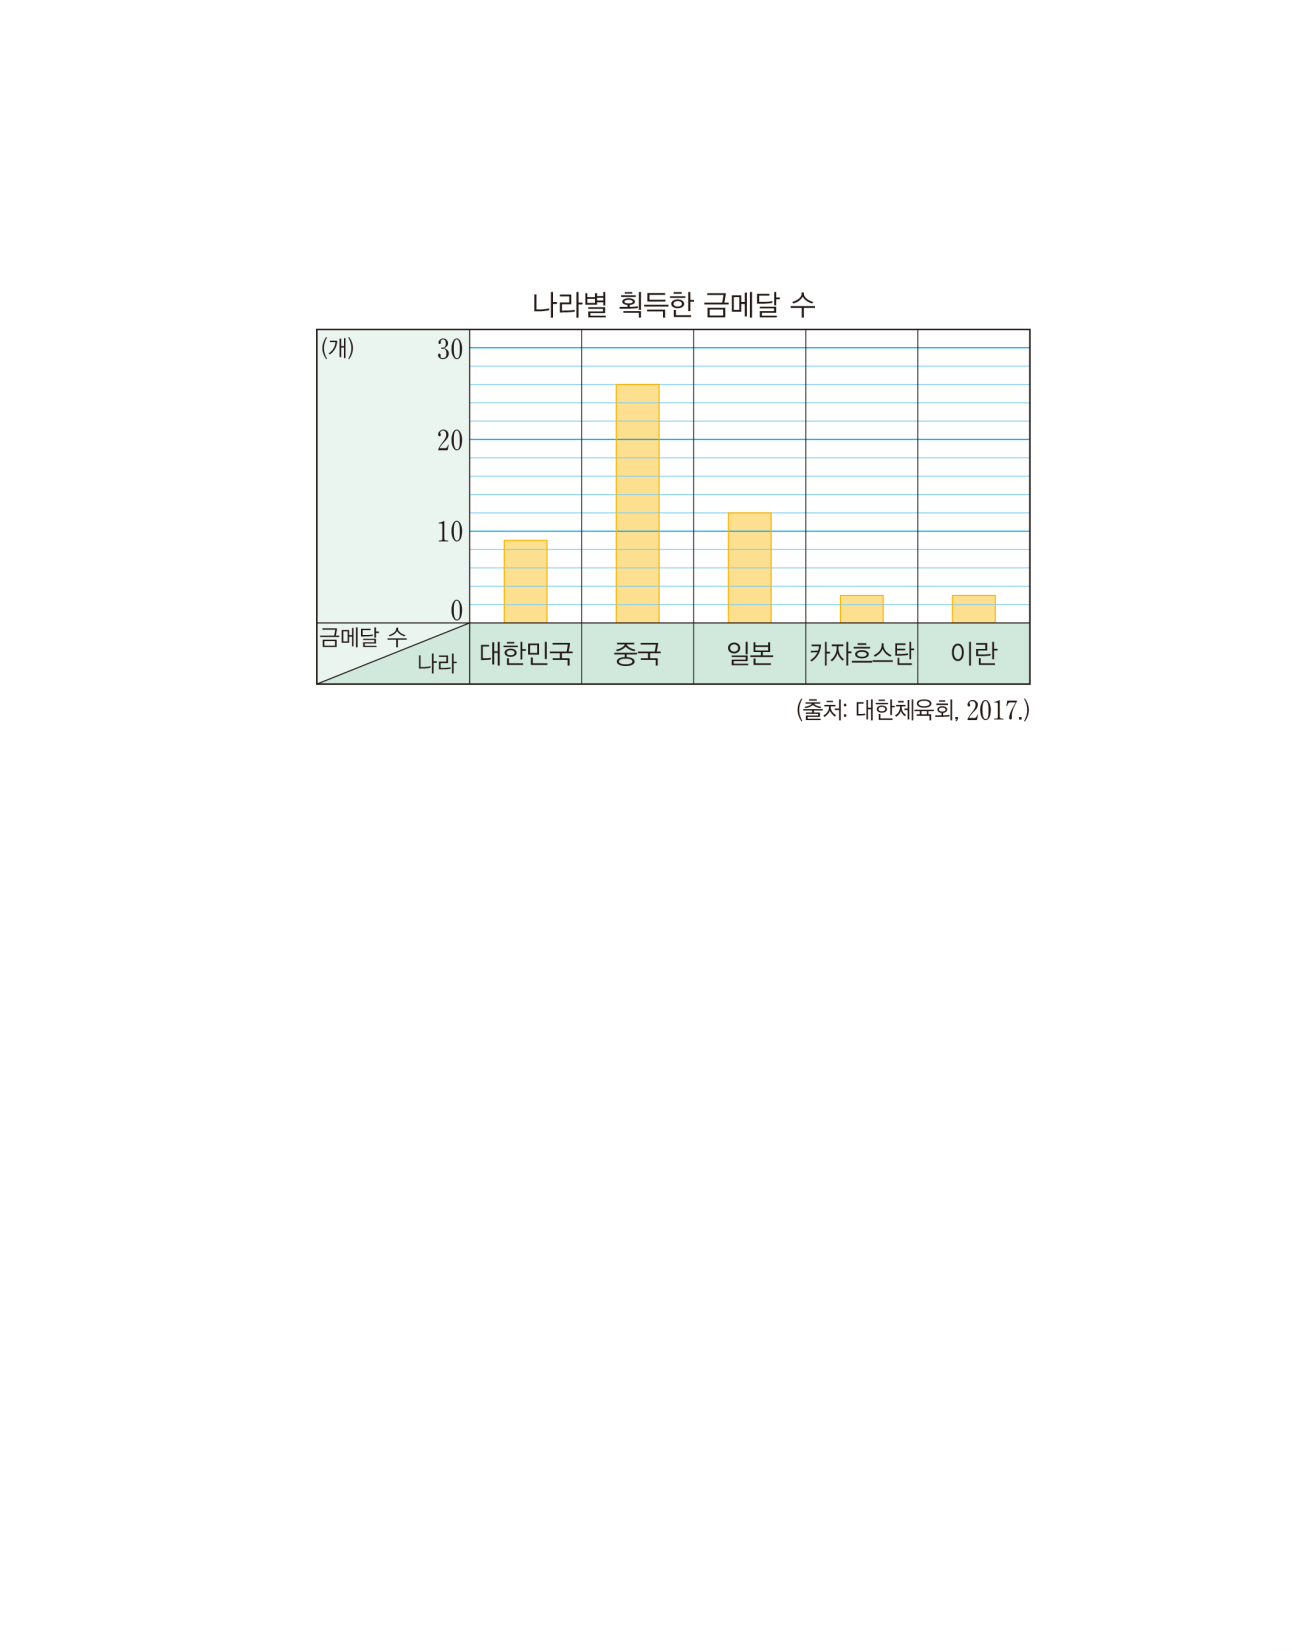 나라별 획득한 금메달 수
(개) 30
20
10
0
금메달 수
나라
대한민국 중국 일본 카자흐스탄 이란
(출처: 대한체육회, 2017.)